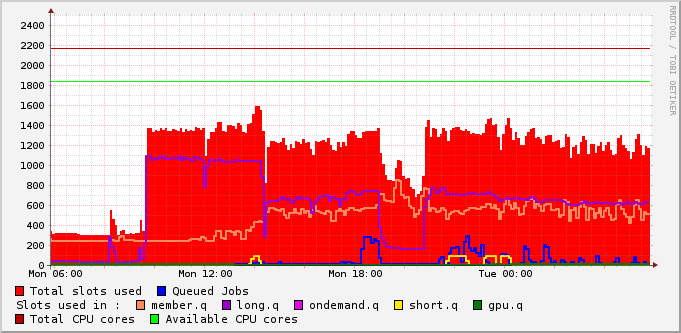 2400
2200
2000
1800
1600
1400
1200
1000
800
600
400
200
0
Mon 06:00 Mon 12:00 Mon 18:00 Tue 00:00
Total slots used Queued Jobs
Slots used in : member.q long.q ondemand.q short.q gpu.q
Total CPU cores Available CPU cores
RRDTOOL / TOBI OETIKER